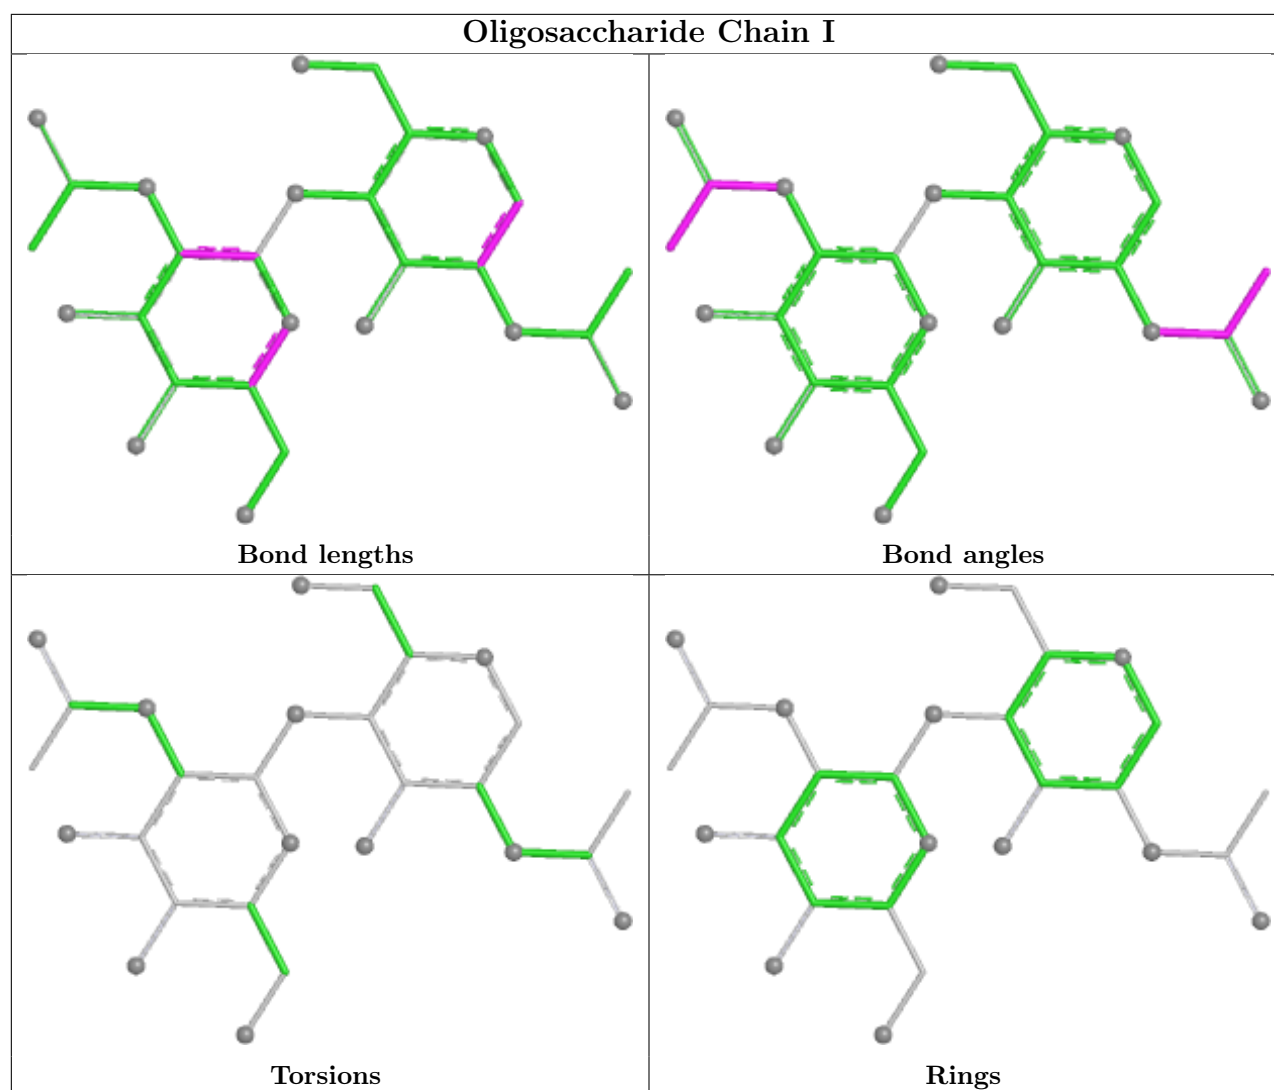 Oligosaccharide Chain I
Bond lengths
Bond angles
Torsions
Rings